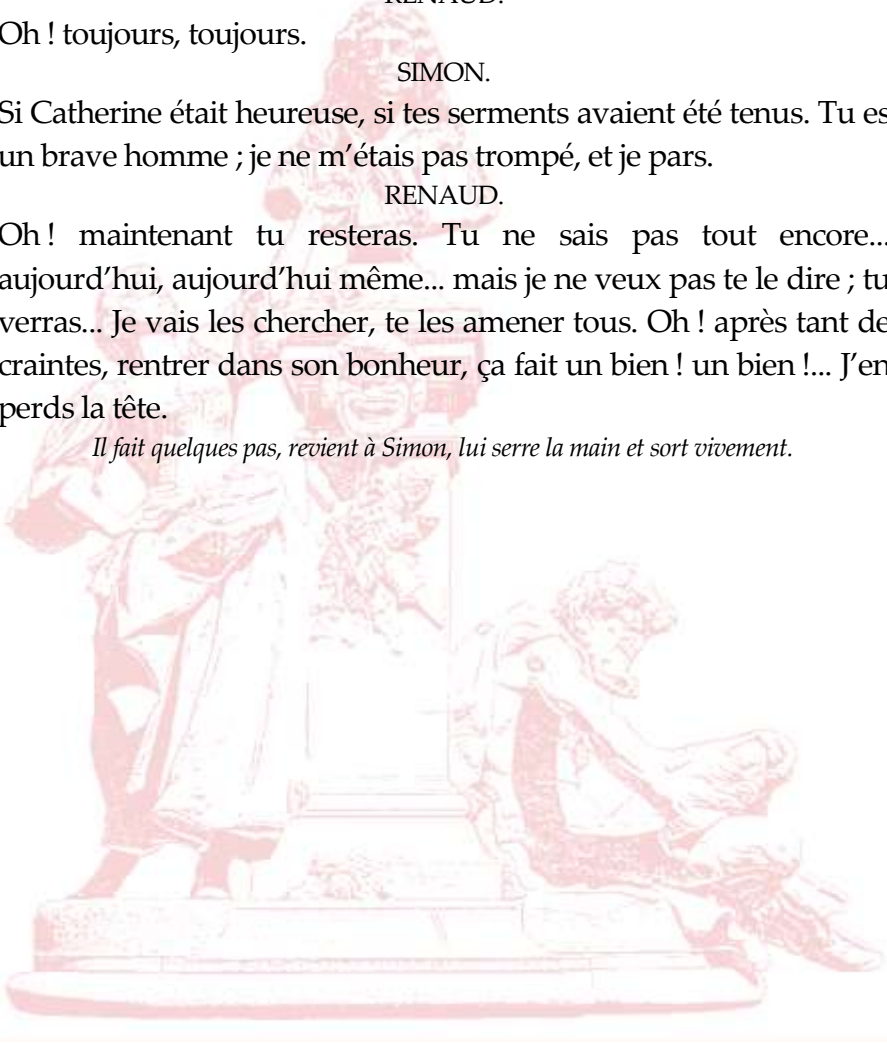 RENAUD.
Oh ! toujours, toujours.
SIMON.
Si Catherine était heureuse, si tes serments avaient été tenus. Tu es
un brave homme ; je ne m’étais pas trompé, et je pars.
RENAUD.
Oh ! maintenant tu resteras. Tu ne sais pas tout encore...
aujourd’hui, aujourd’hui même... mais je ne veux pas te le dire ; tu
verras... Je vais les chercher, te les amener tous. Oh ! après tant de
craintes, rentrer dans son bonheur, ça fait un bien ! un bien !... J’en
perds la tête.
Il fait quelques pas, revient à Simon, lui serre la main et sort vivement.